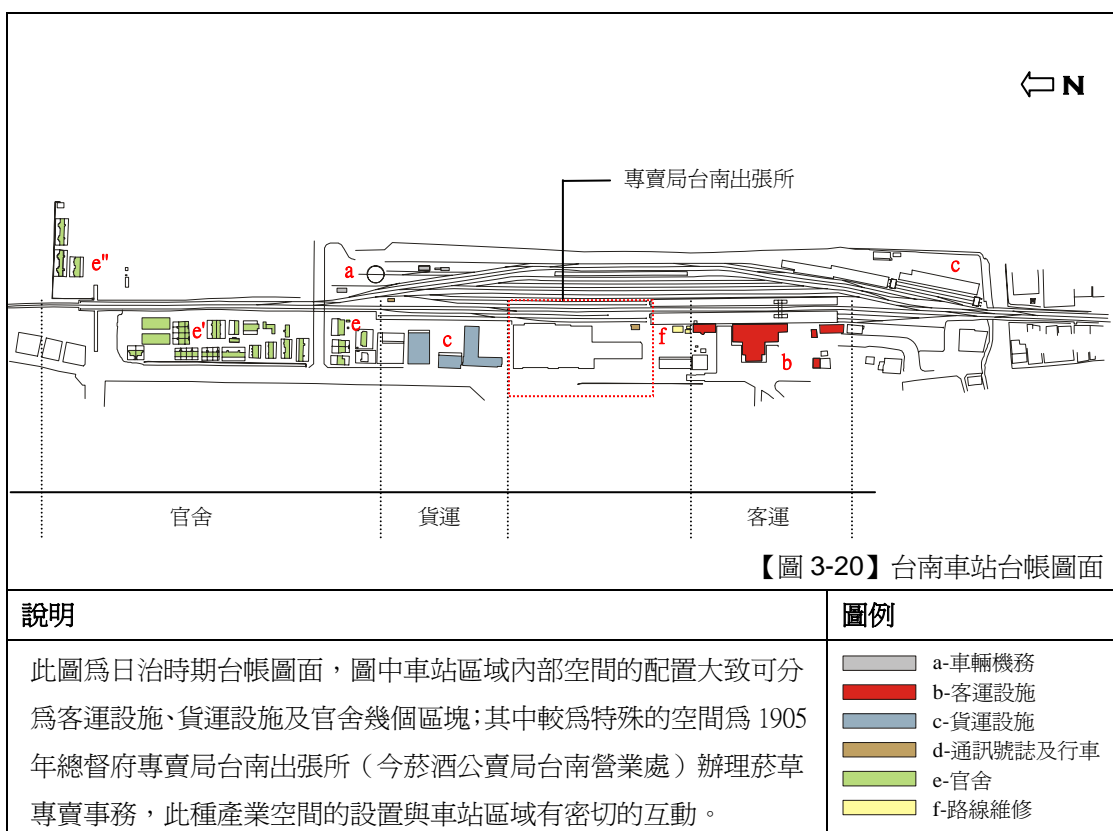 N
專賣局台南出張所
e"
a
c
e'
e
c
f
b
官舍
貨運
客運
【圖 3-20】台南車站台帳圖面
說明
圖例
此圖為日治時期台帳圖面，圖中車站區域內部空間的配置大致可分
為客運設施、貨運設施及官舍幾個區塊；其中較為特殊的空間為 1905
年總督府專賣局台南出張所（今菸酒公賣局台南營業處）辦理菸草
專賣事務，此種產業空間的設置與車站區域有密切的互動。
a-車輛機務
b-客運設施
c-貨運設施
d-通訊號誌及行車
e-官舍
f-路線維修